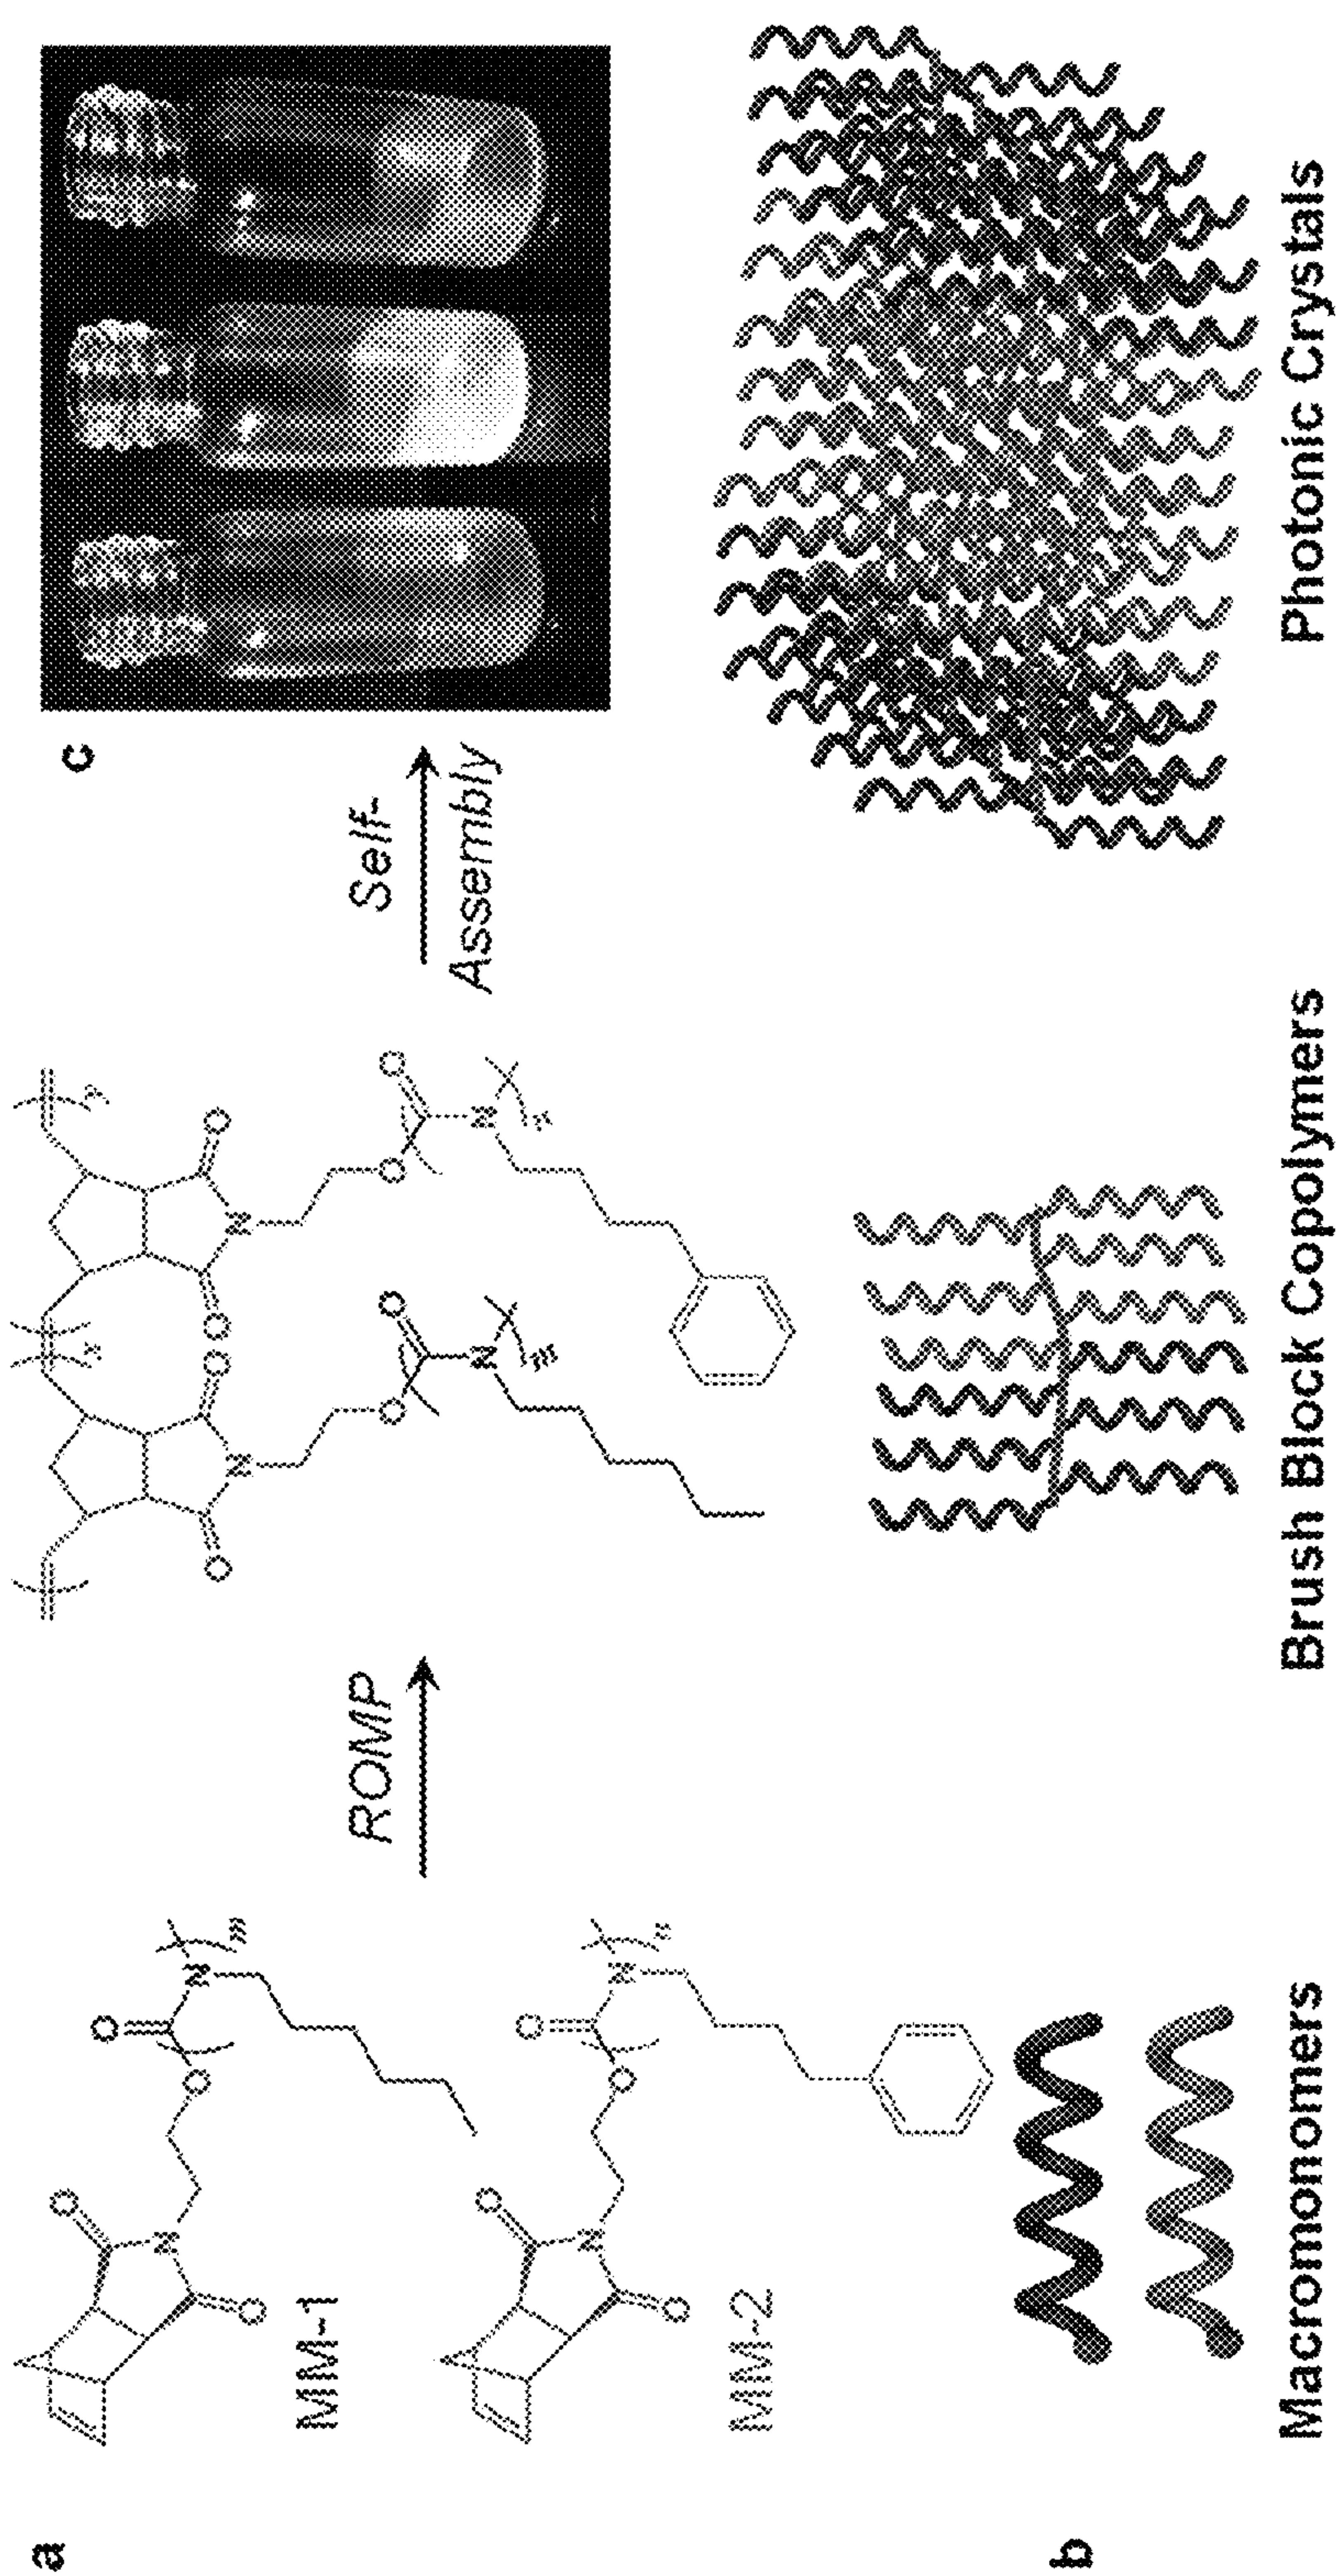 a
O
O
N
O
O
N
m
MM-1
O
O
N
O
O
N
n
MM-2
ROMP
x
y
O
O
O
O
N
N
O
O
O
O
N
N
m
n
Self-
Assembly
c
b
Macromonomers
Brush Block Copolymers
Photonic Crystals